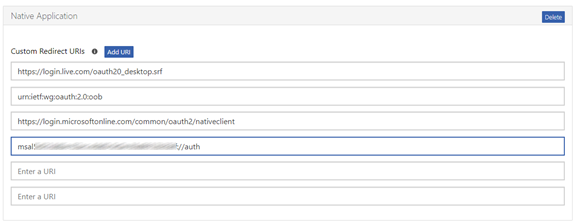 Native Application
Delete
Custom Redirect URIs
Add URI
https://login.live.com/oauth20_desktop.srf
urn:ietf:wg:oauth:2.0:oob
https://login.microsoftonline.com/common/oauth2/nativeclient
msal ://auth
Enter a URI
Enter a URI